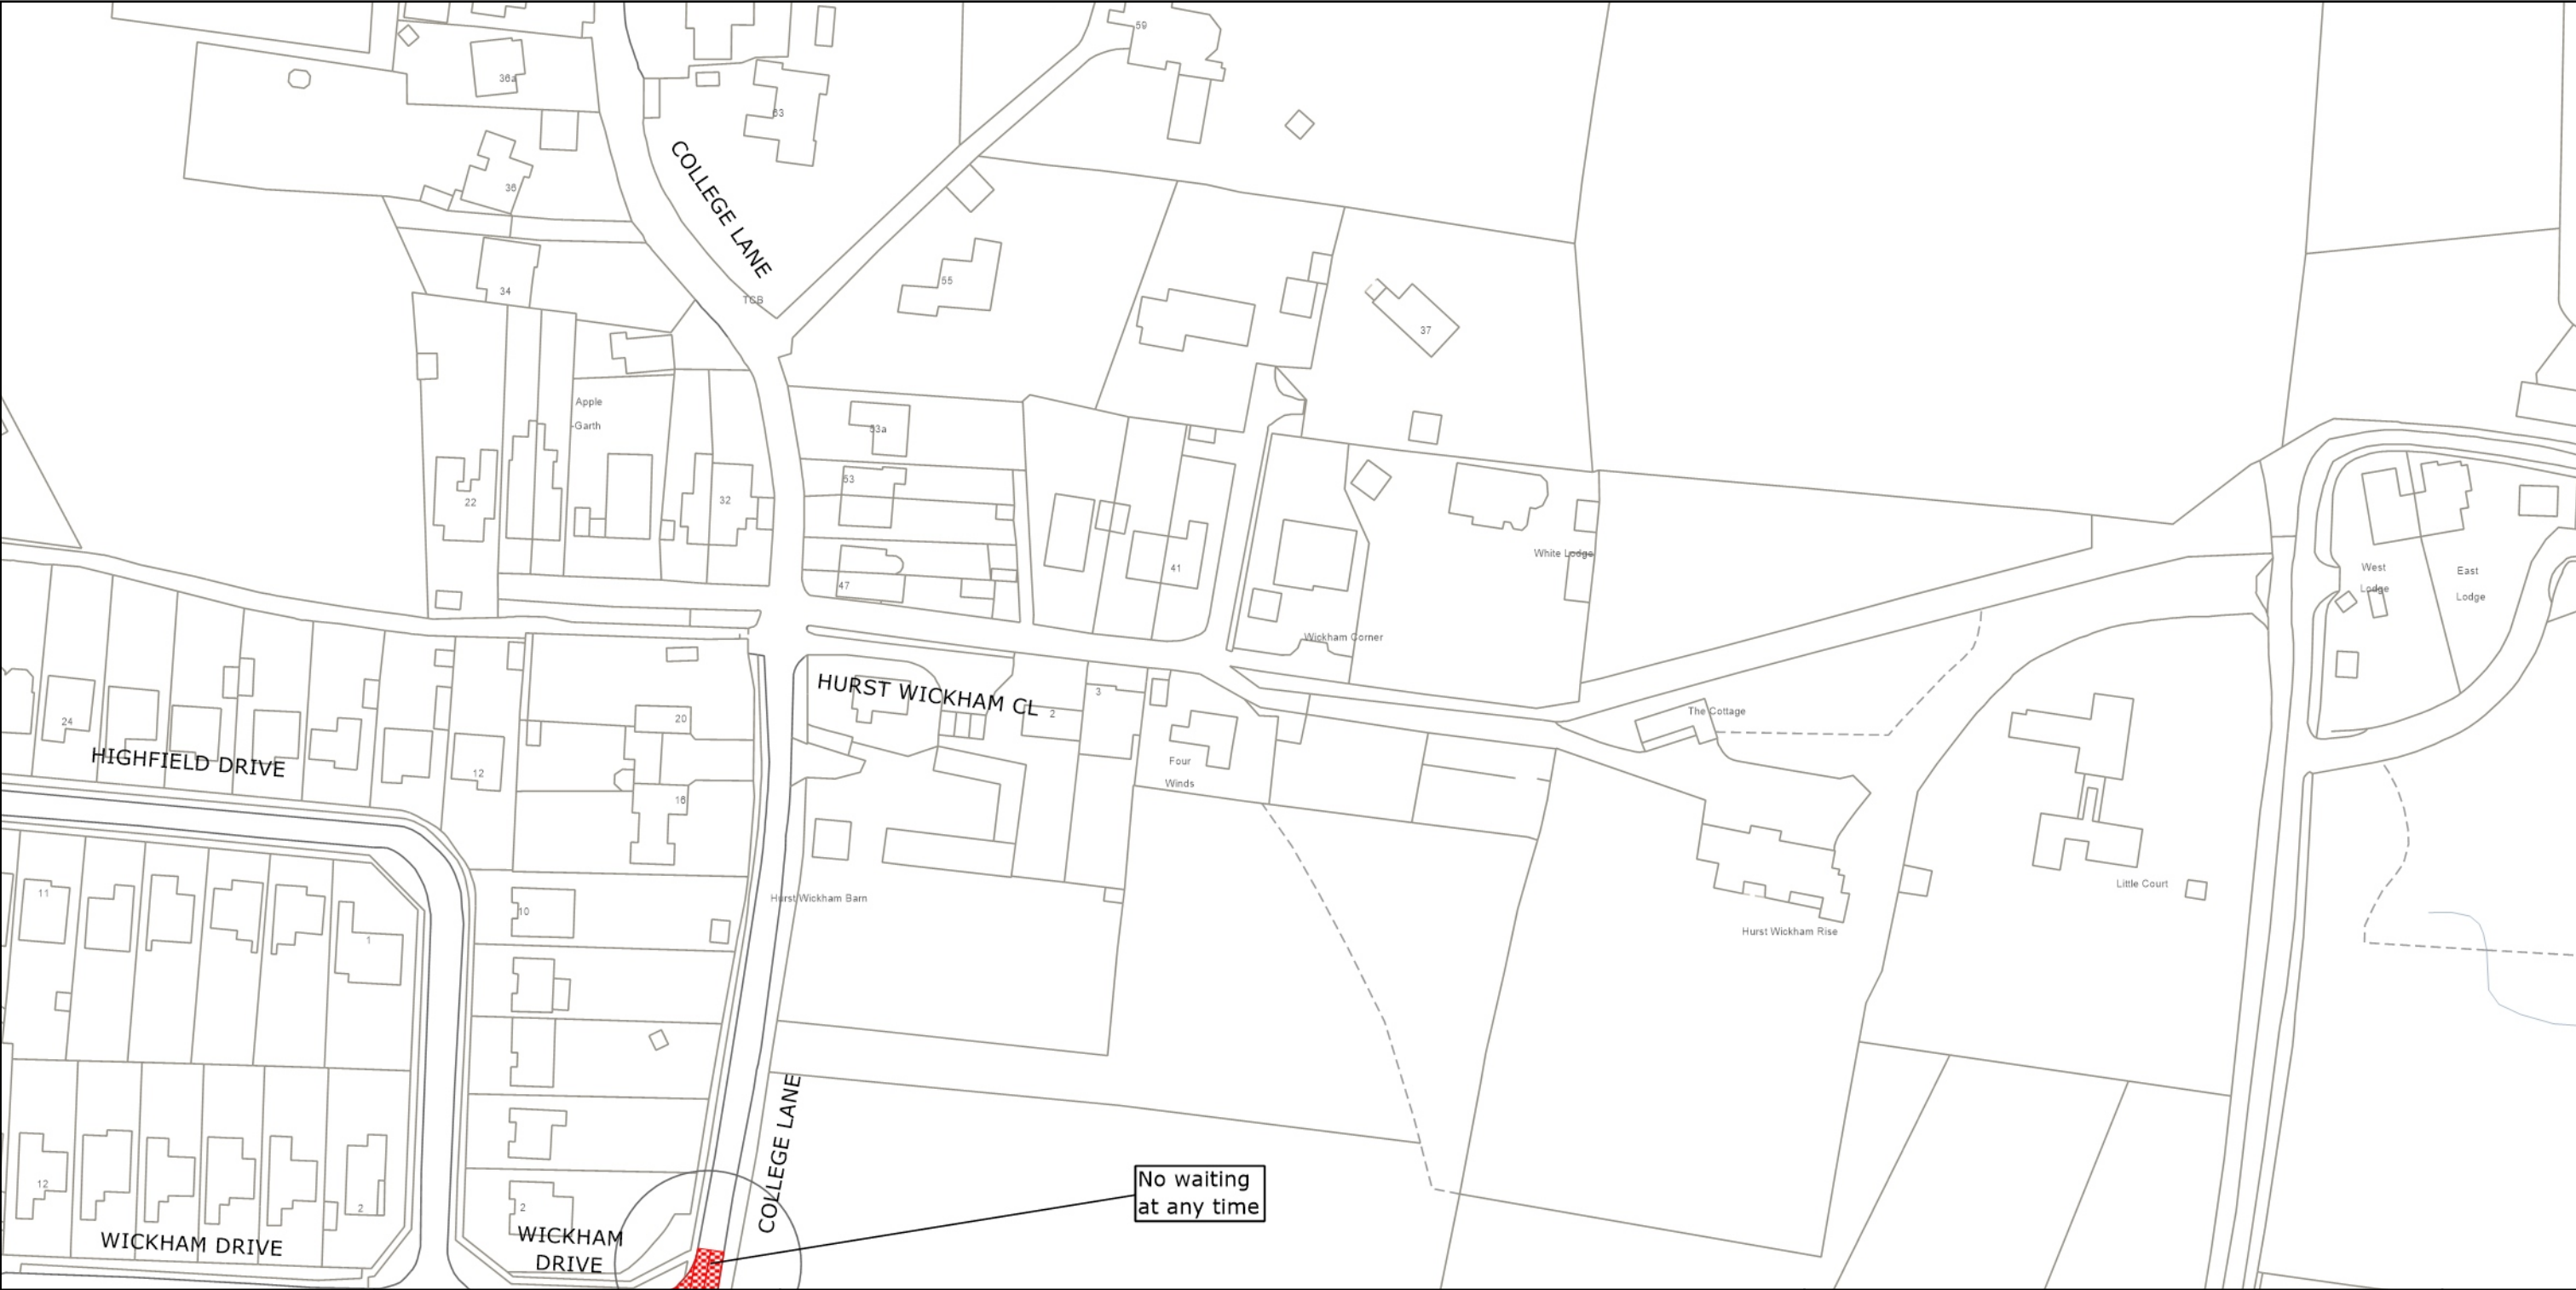 59
36a
63
COLLEGE LANE
36
34
TCB
55
37
Apple
Garth
53a
53
22
32
47
41
White Lodge
West
Lodge
East
Lodge
Wickham Corner
HURST WICKHAM CL
3
2
20
24
The Cottage
HIGHFIELD DRIVE
12
Four
Winds
16
11
1
10
Hurst Wickham Barn
Little Court
Hurst Wickham Rise
COLLEGE LANE
No waiting
at any time
12
2
2
WICKHAM DRIVE
WICKHAM
DRIVE